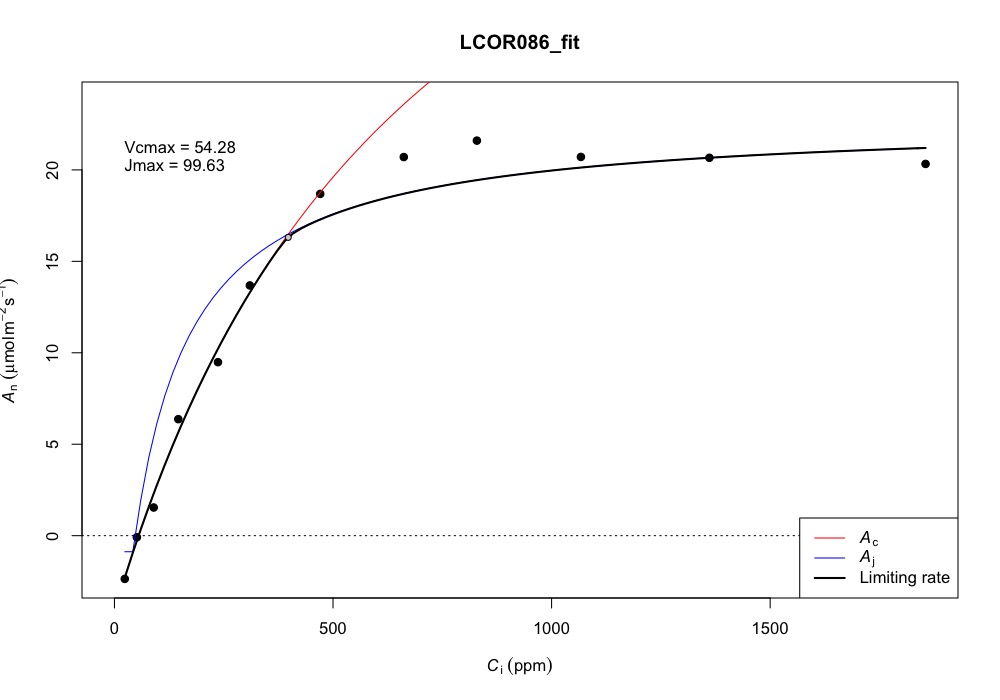 LCOR086_fit
Vcmax = 54.28
Jmax = 99.63
20
15
10
5
0
Aₙ (μmolm⁻²s⁻¹)
0 500 1000 1500
Cᵢ (ppm)
A꜀
Aⱼ
Limiting rate